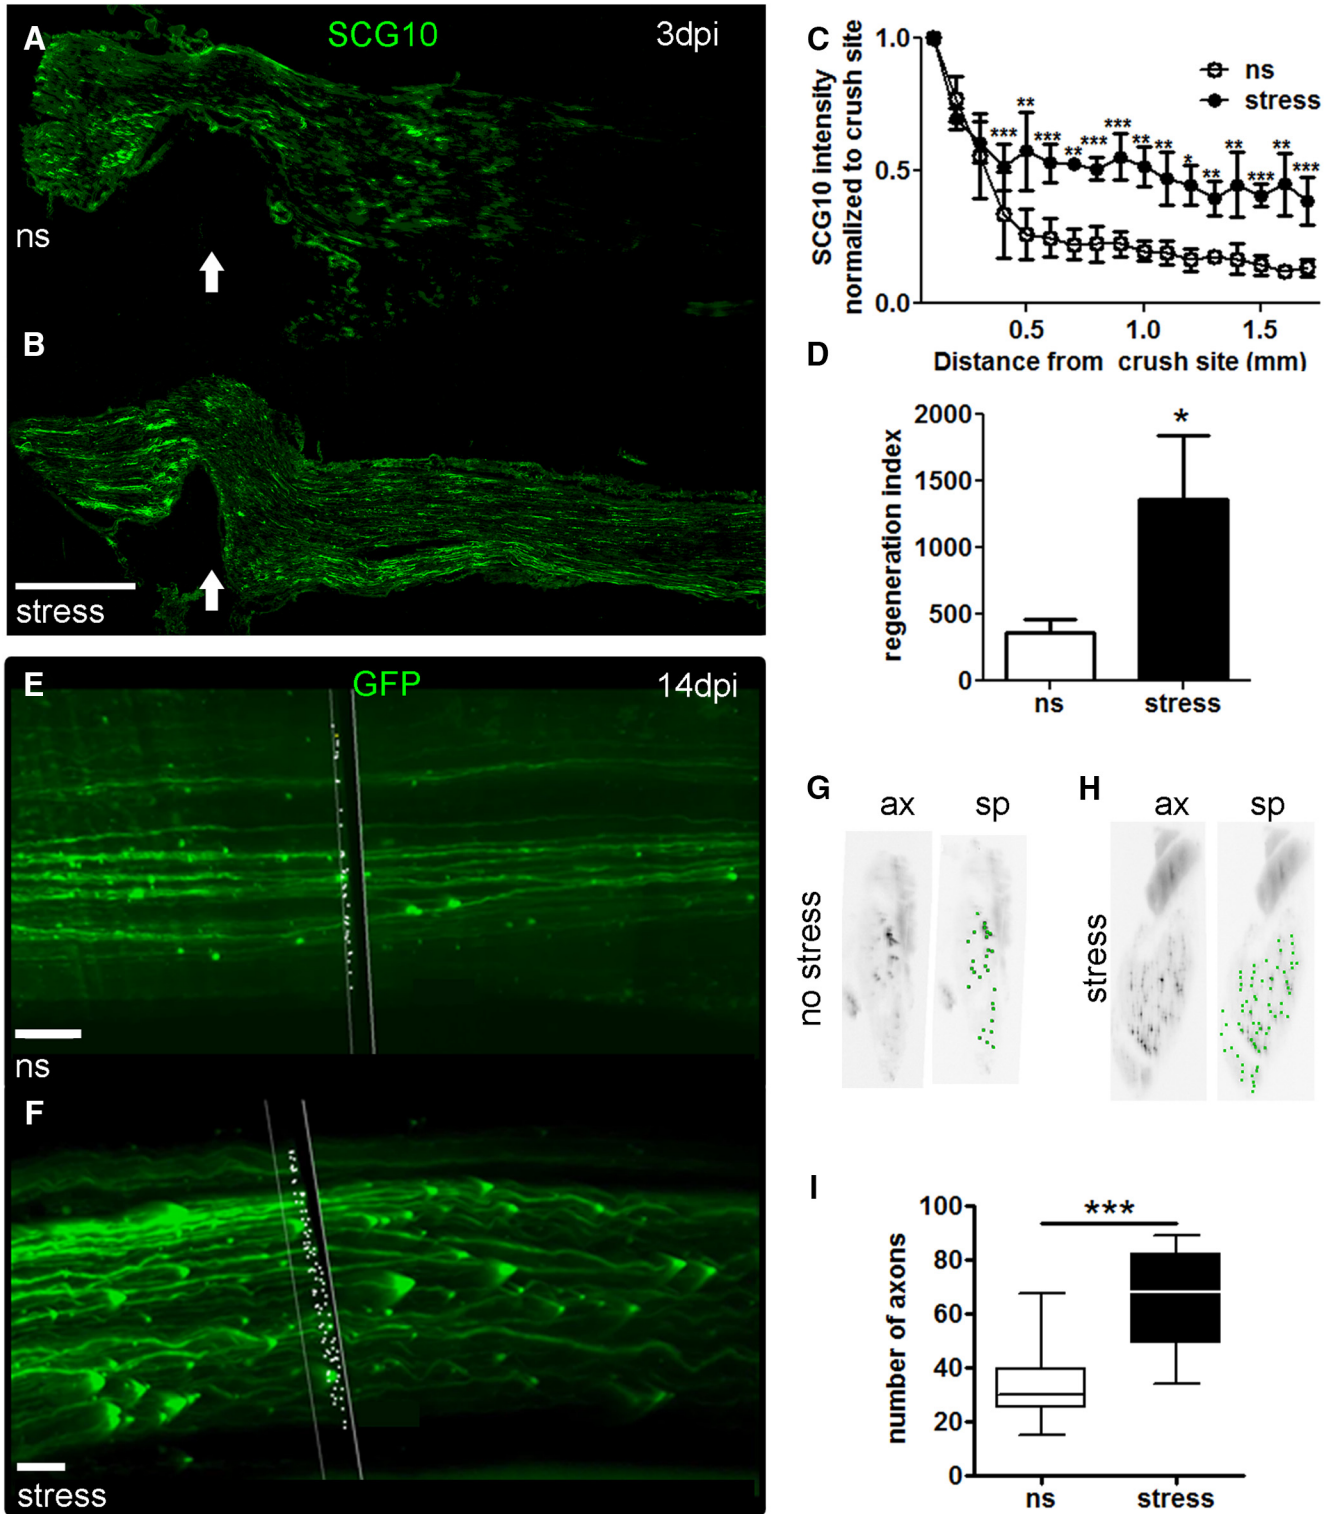 A
SCG10
3dpi
ns
B
stress
C
SCG10 intensity
normalized to crush site
1.0
0.5
0.0
ns
stress
***
**
***
**
***
***
**
**
*
**
**
***
**
***
0.5
1.0
1.5
Distance from crush site (mm)
D
regeneration index
2000
1500
1000
500
0
*
ns
stress
E
GFP
14dpi
ns
F
stress
G
ax
sp
no stress
H
ax
sp
stress
I
number of axons
100
80
60
40
20
0
***
ns
stress